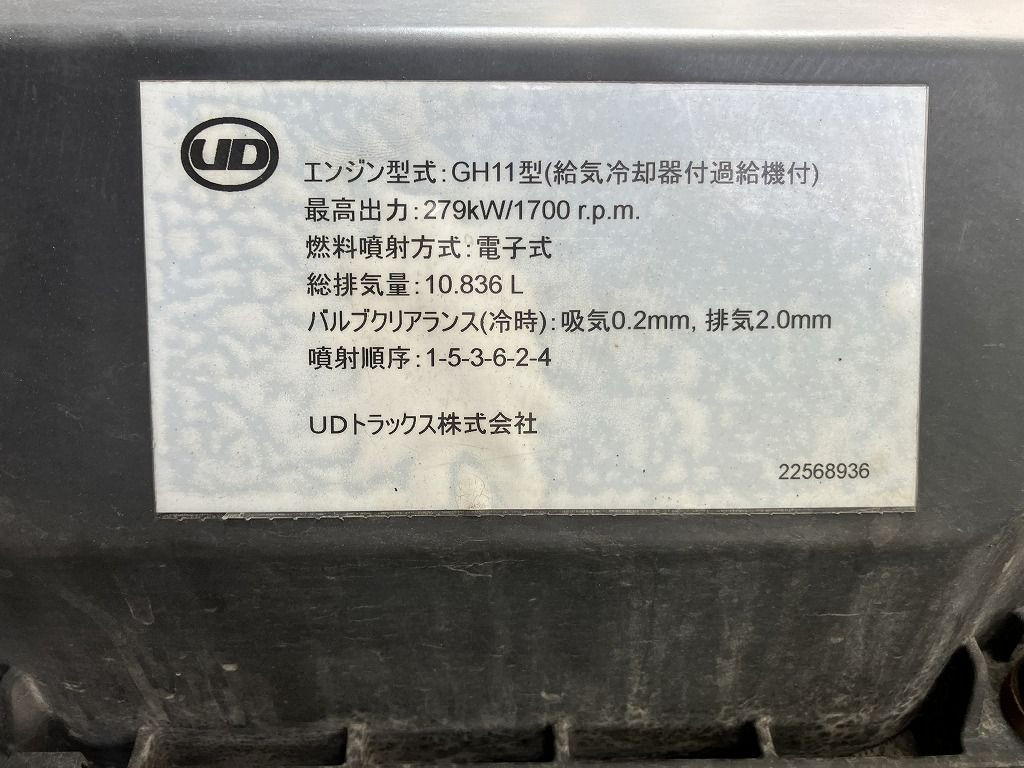 UD
エンジン型式:GH11型(給気冷却器付過給機付)
最高出力:279kW/1700 r.p.m.
燃料噴射方式:電子式
総排気量:10.836 L
バルブクリアランス(冷時):吸気0.2mm, 排気2.0mm
噴射順序:1-5-3-6-2-4
UDトラックス株式会社
22568936